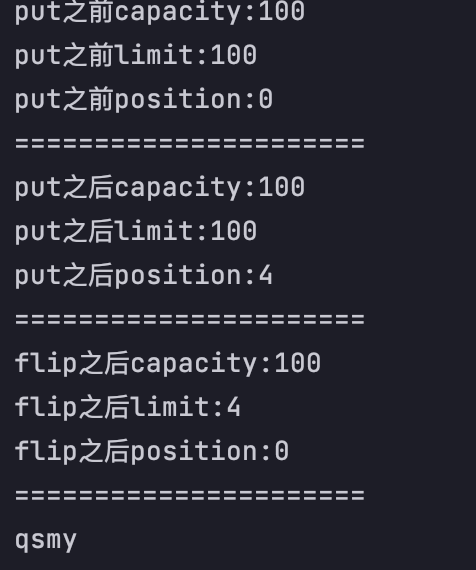 put之前capacity:100
put之前limit:100
put之前position:0
======================
put之后capacity:100
put之后limit:100
put之后position:4
======================
flip之后capacity:100
flip之后limit:4
flip之后position:0
======================
qsmy